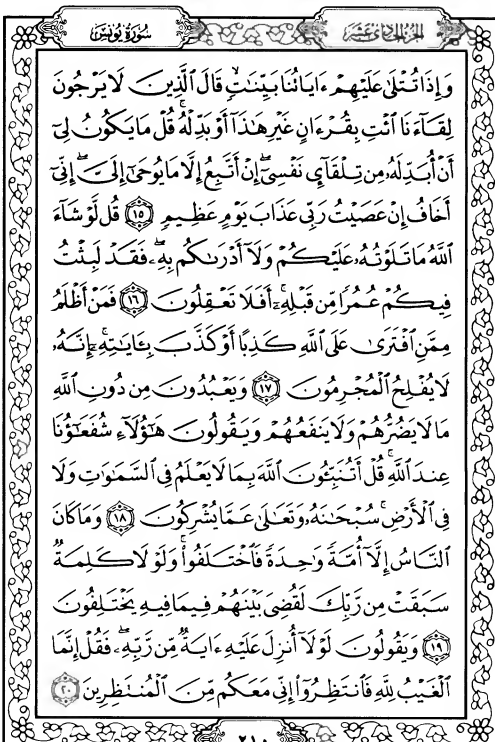 سُورَةُ يُونُسَ
الجُزْءُ الحَادِي عَشَرَ
وَإِذَا تُتْلَىٰ عَلَيْهِمْ ءَايَاتُنَا بَيِّنَٰتٍ قَالَ ٱلَّذِينَ لَا يَرْجُونَ
لِقَآءَنَا ٱئْتِ بِقُرْءَانٍ غَيْرِ هَٰذَآ أَوْ بَدِّلْهُ ۚ قُلْ مَا يَكُونُ لِىٓ
أَنْ أُبَدِّلَهُۥ مِن تِلْقَآئِ نَفْسِىٓ ۖ إِنْ أَتَّبِعُ إِلَّا مَا يُوحَىٰٓ إِلَىَّ ۖ إِنِّىٓ
أَخَافُ إِنْ عَصَيْتُ رَبِّى عَذَابَ يَوْمٍ عَظِيمٍ ١٥ قُل لَّوْ شَآءَ
ٱللَّهُ مَا تَلَوْتُهُۥ عَلَيْكُمْ وَلَآ أَدْرَىٰكُم بِهِۦ ۖ فَقَدْ لَبِثْتُ
فِيكُمْ عُمُرًا مِّن قَبْلِهِۦٓ ۚ أَفَلَا تَعْقِلُونَ ١٦ فَمَنْ أَظْلَمُ
مِمَّنِ ٱفْتَرَىٰ عَلَى ٱللَّهِ كَذِبًا أَوْ كَذَّبَ بِـَٔايَٰتِهِۦٓ ۚ إِنَّهُۥ
لَا يُفْلِحُ ٱلْمُجْرِمُونَ ١٧ وَيَعْبُدُونَ مِن دُونِ ٱللَّهِ
مَا لَا يَضُرُّهُمْ وَلَا يَنفَعُهُمْ وَيَقُولُونَ هَٰٓؤُلَآءِ شُفَعَٰٓؤُنَا
عِندَ ٱللَّهِ ۚ قُلْ أَتُنَبِّـُٔونَ ٱللَّهَ بِمَا لَا يَعْلَمُ فِى ٱلسَّمَٰوَٰتِ وَلَا
فِى ٱلْأَرْضِ ۚ سُبْحَٰنَهُۥ وَتَعَٰلَىٰ عَمَّا يُشْرِكُونَ ١٨ وَمَا كَانَ
ٱلنَّاسُ إِلَّآ أُمَّةً وَٰحِدَةً فَٱخْتَلَفُوا۟ ۚ وَلَوْلَا كَلِمَةٌ
سَبَقَتْ مِن رَّبِّكَ لَقُضِىَ بَيْنَهُمْ فِيمَا فِيهِ يَخْتَلِفُونَ
١٩ وَيَقُولُونَ لَوْلَآ أُنزِلَ عَلَيْهِ ءَايَةٌ مِّن رَّبِّهِۦ ۖ فَقُلْ إِنَّمَا
ٱلْغَيْبُ لِلَّهِ فَٱنتَظِرُوٓا۟ إِنِّى مَعَكُم مِّنَ ٱلْمُنتَظِرِينَ ٢٠
٢١٠